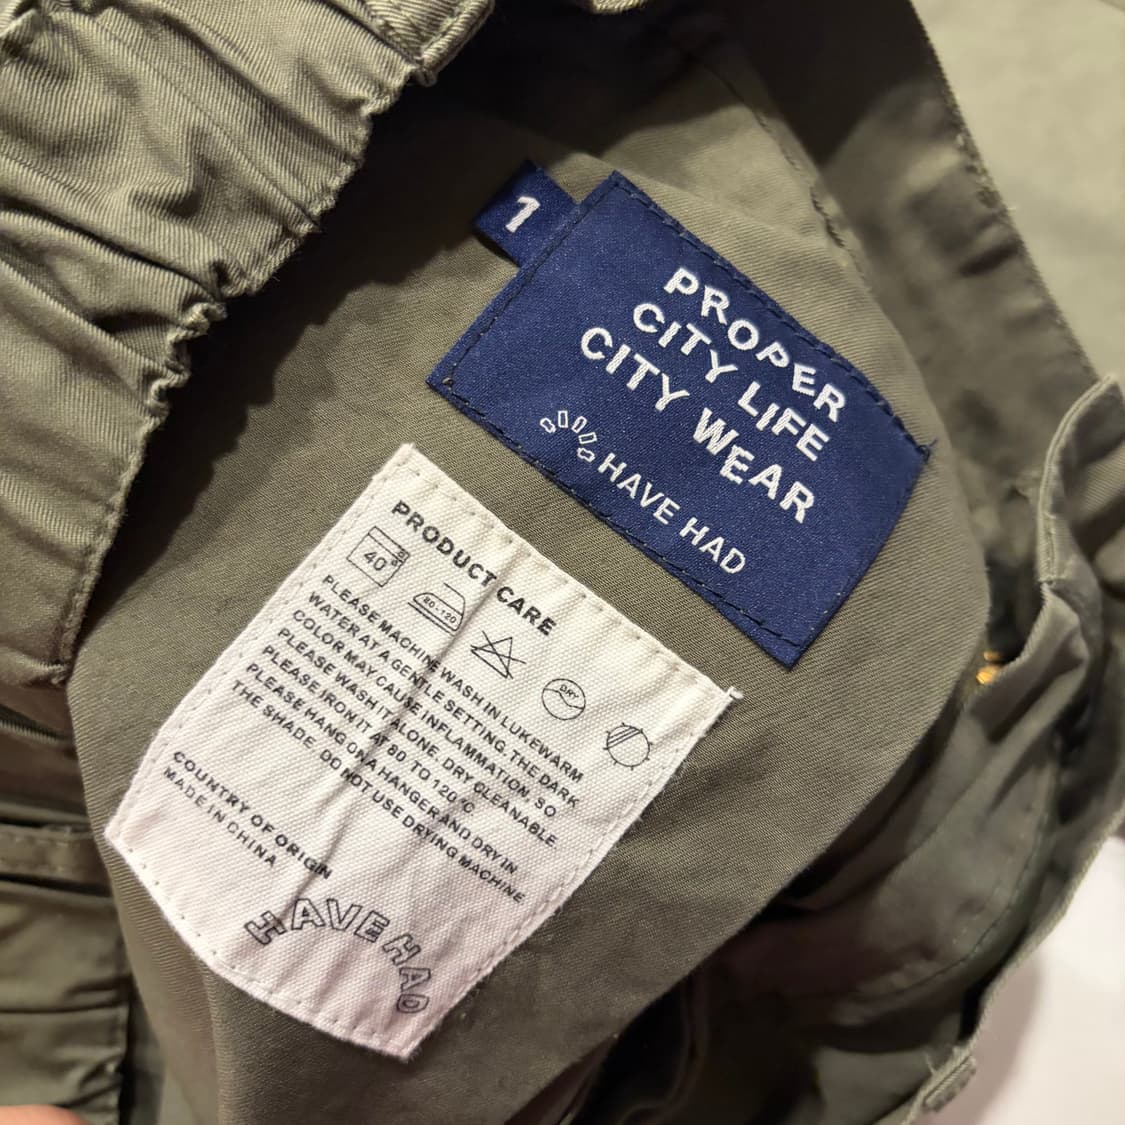 1
PROPER
CITY LIFE
CITY WEAR
HAVE HAD
PRODUCT CARE
40°
80-120
DRY
PLEASE MACHINE WASH IN LUKEWARM
WATER AT A GENTLE SETTING. THE DARK
COLOR MAY CAUSE INFLAMMATION, SO
PLEASE WASH IT ALONE. DRY CLEANABLE.
PLEASE IRON IT AT 80 TO 120 °C
PLEASE HANG ON A HANGER AND DRY IN
THE SHADE. DO NOT USE DRYING MACHINE
COUNTRY OF ORIGIN
MADE IN CHINA
HAVE HAD